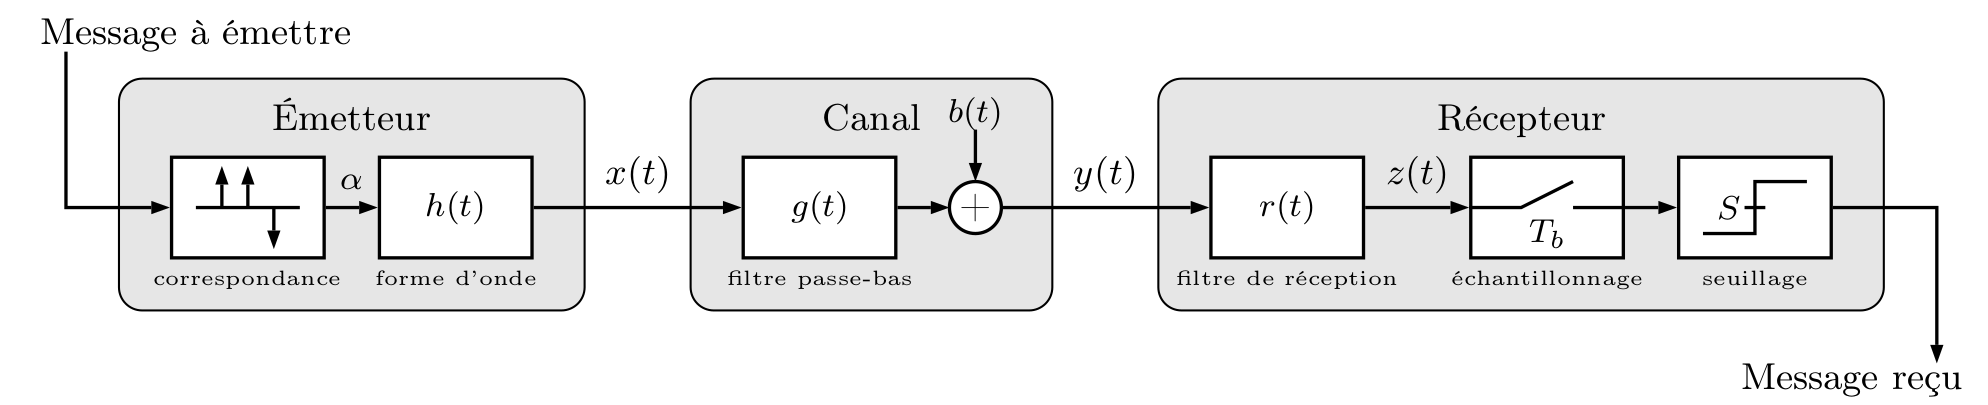 Message à émettre
Émetteur
α
h(t)
correspondance
forme d'onde
x(t)
Canal
b(t)
g(t)
+
filtre passe-bas
y(t)
Récepteur
r(t)
z(t)
T_b
S
filtre de réception
échantillonnage
seuillage
Message reçu